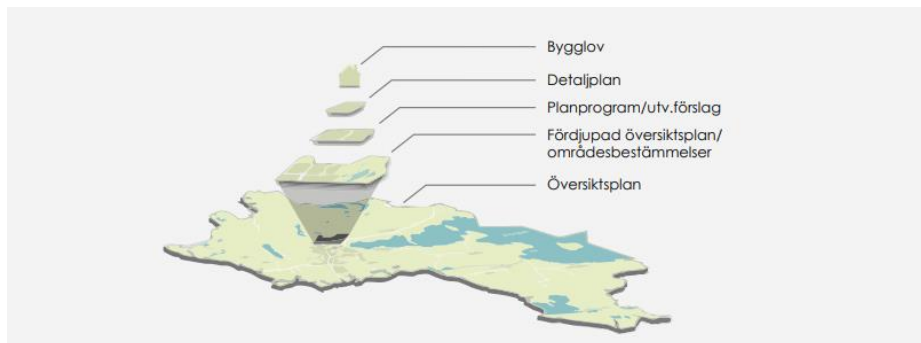 Bygglov
Detaljplan
Planprogram/utv.förslag
Fördjupad översiktsplan/
områdesbestämmelser
Översiktsplan